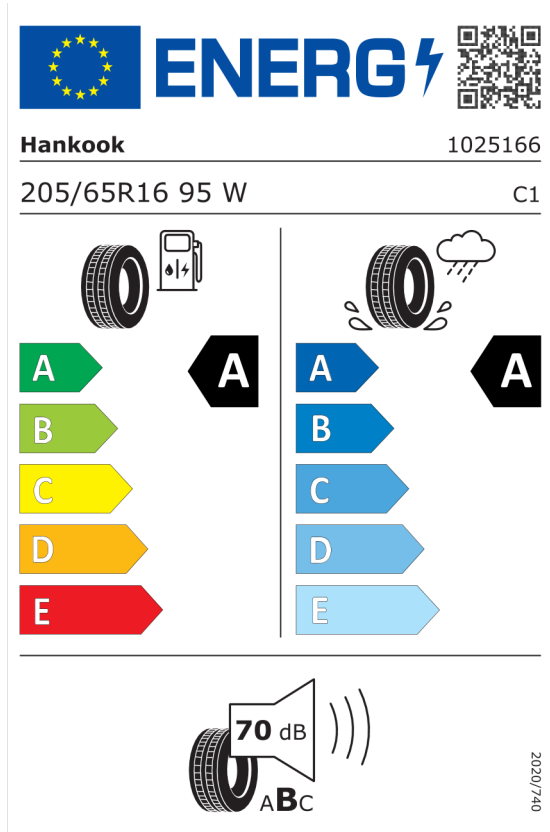 ENERG
Hankook 1025166
205/65R16 95 W C1
A A
B
C
D
E
A A
B
C
D
E
70 dB
ABC
2020/740